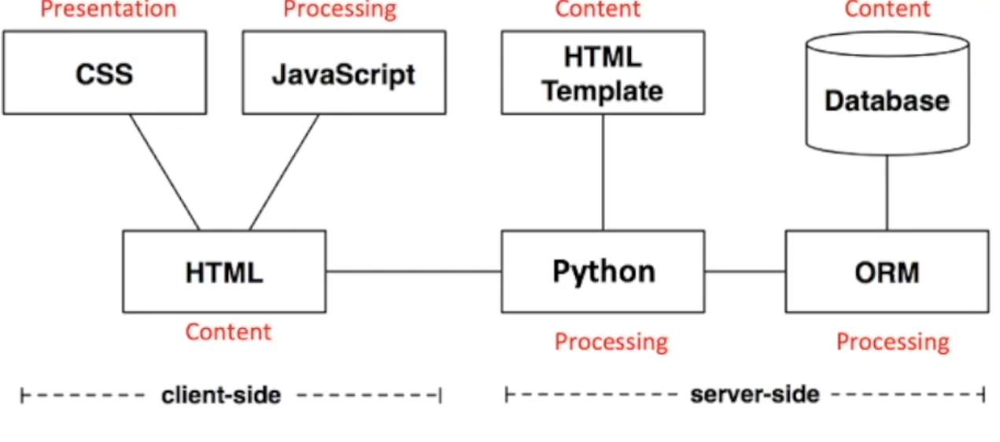 Presentation
Processing
Content
Content
CSS
JavaScript
HTML
Template
Database
HTML
Python
ORM
Content
Processing
Processing
client-side
server-side